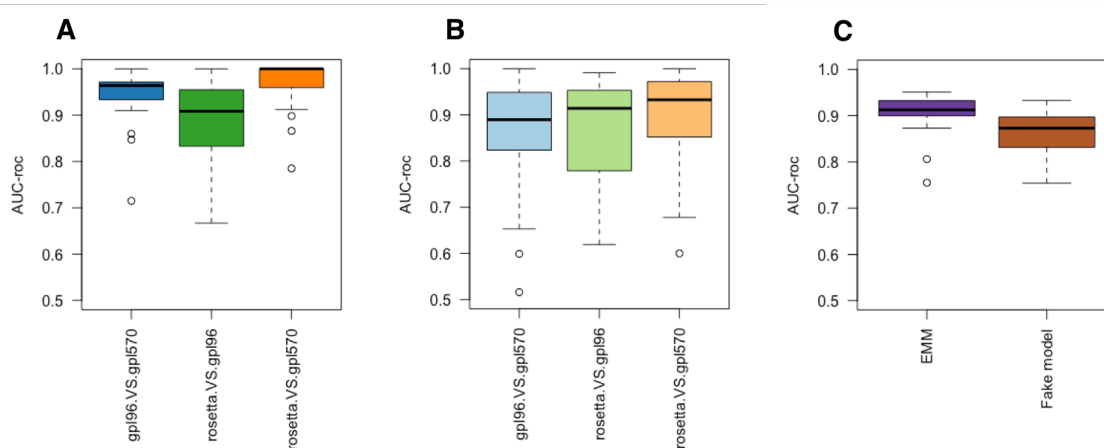 A
1.0
0.9
0.8
0.7
0.6
0.5
AUC-roc
gpl96.VS.gpl570
rosetta.VS.gpl96
rosetta.VS.gpl570
B
1.0
0.9
0.8
0.7
0.6
0.5
AUC-roc
gpl96.VS.gpl570
rosetta.VS.gpl96
rosetta.VS.gpl570
C
1.0
0.9
0.8
0.7
0.6
0.5
AUC-roc
EMM
Fake model